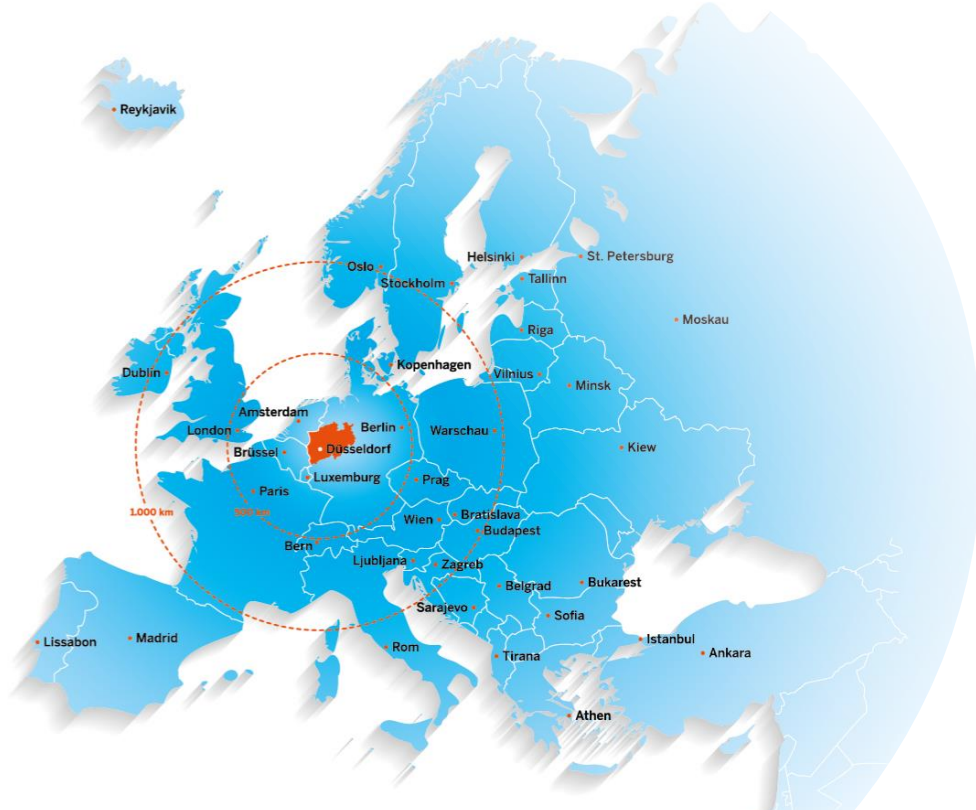 Reykjavik
Helsinki
St. Petersburg
Oslo
Stockholm
Tallinn
Moskau
Riga
Kopenhagen
Dublin
Vilnius
Minsk
Amsterdam
London
Berlin
Warschau
Brüssel
Düsseldorf
Kiew
Luxemburg
Prag
Paris
1.000 km
500 km
Wien
Bratislava
Budapest
Bern
Ljubljana
Zagreb
Belgrad
Bukarest
Sarajevo
Sofia
Lissabon
Madrid
Rom
Tirana
Istanbul
Ankara
Athen